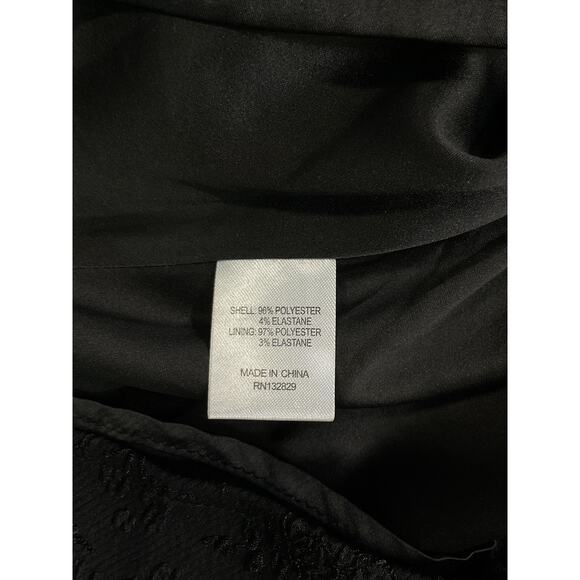 SHELL: 96% POLYESTER
4% ELASTANE
LINING: 97% POLYESTER
3% ELASTANE
MADE IN CHINA
RN132829